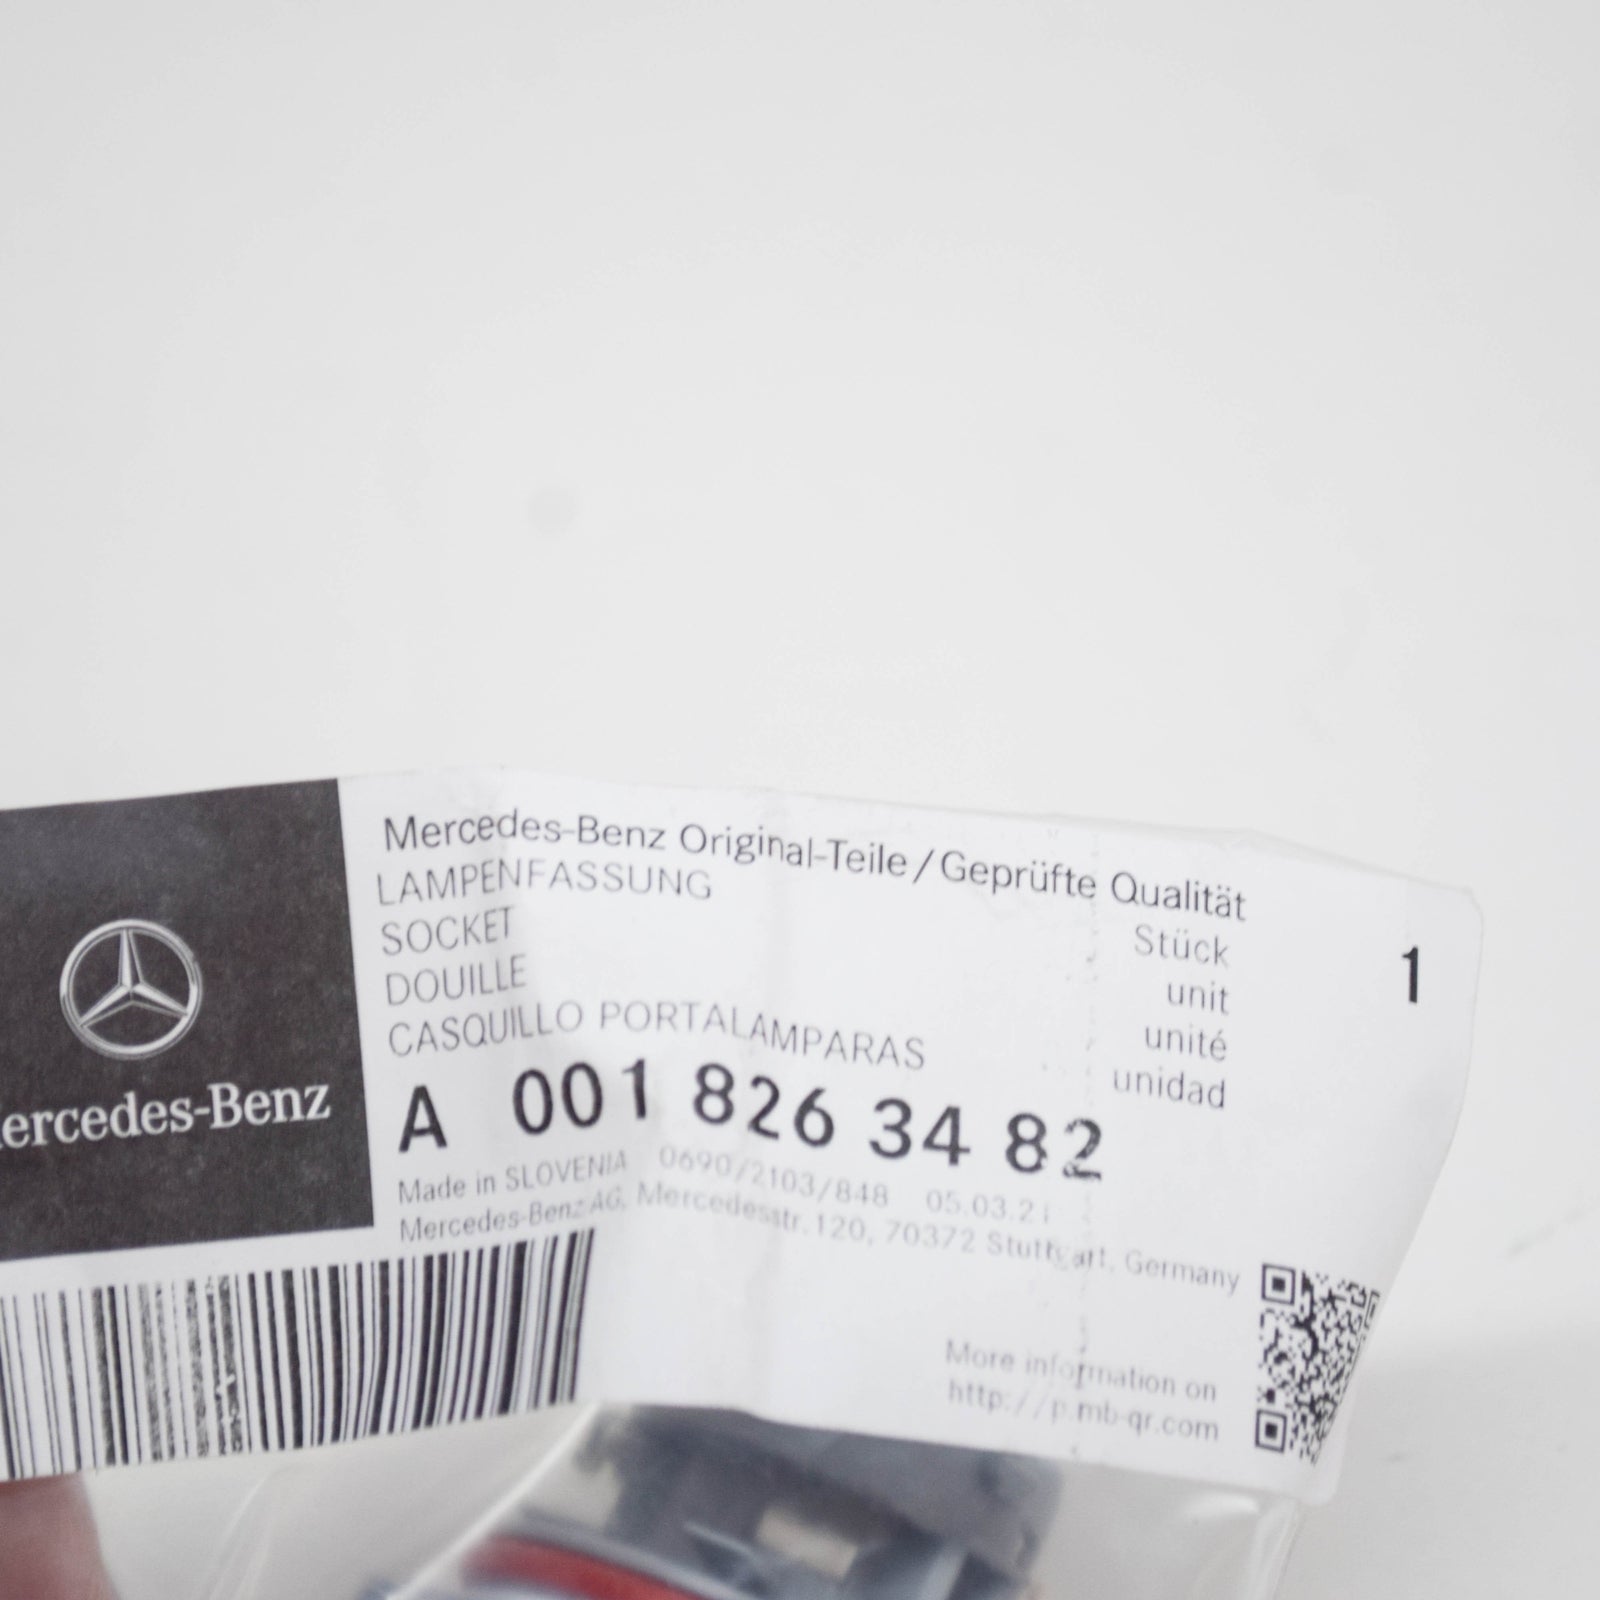 Mercedes-Benz Original-Teile / Geprüfte Qualität
LAMPENFASSUNG
SOCKET
DOUILLE
CASQUILLO PORTALAMPARAS
Stück
unit
unité
unidad
1
A 001 826 34 82
Made in SLOVENIA 0690/2103/848 05.03.21
Mercedes-Benz AG, Mercedesstr.120, 70372 Stuttgart, Germany
More information on
http://p.mb-qr.com
ercedes-Benz